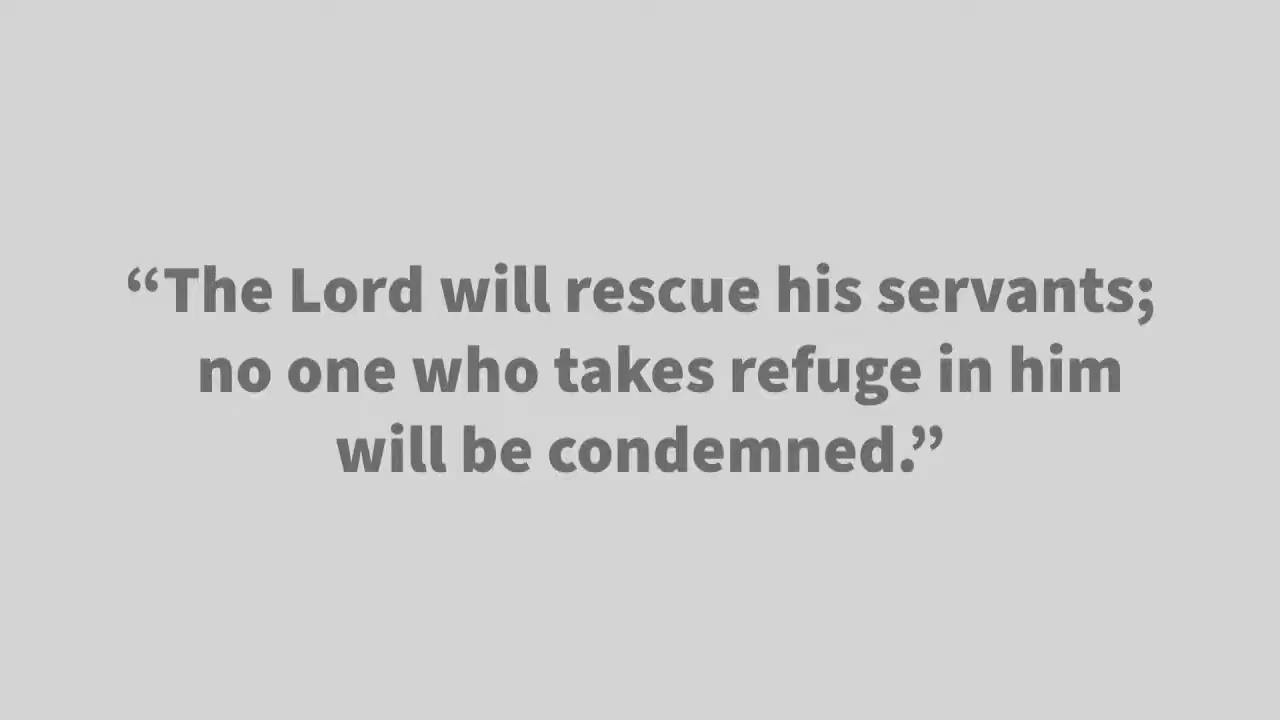 “The Lord will rescue his servants;
no one who takes refuge in him
will be condemned.”